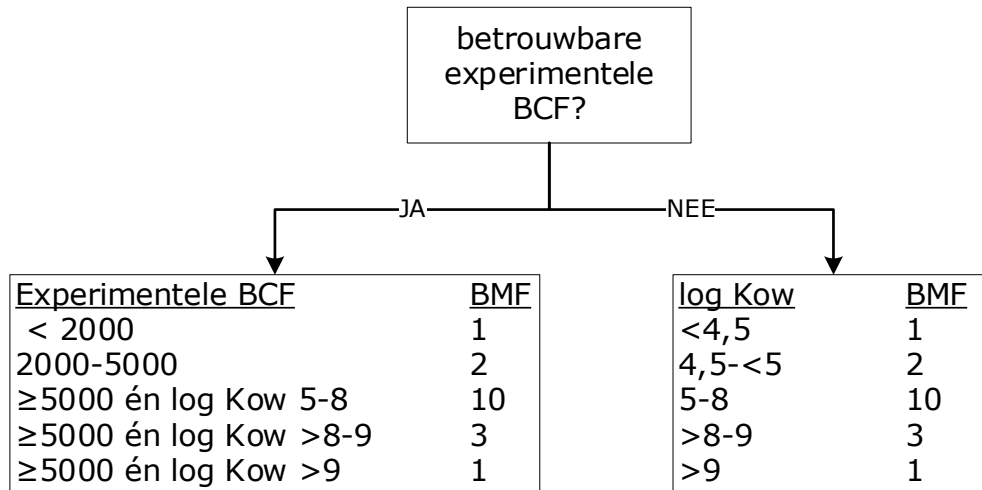 betrouwbare
experimentele
BCF?
JA NEE
Experimentele BCF BMF
< 2000 1
2000-5000 2
≥5000 én log Kow 5-8 10
≥5000 én log Kow >8-9 3
≥5000 én log Kow >9 1
log Kow BMF
<4,5 1
4,5-<5 2
5-8 10
>8-9 3
>9 1